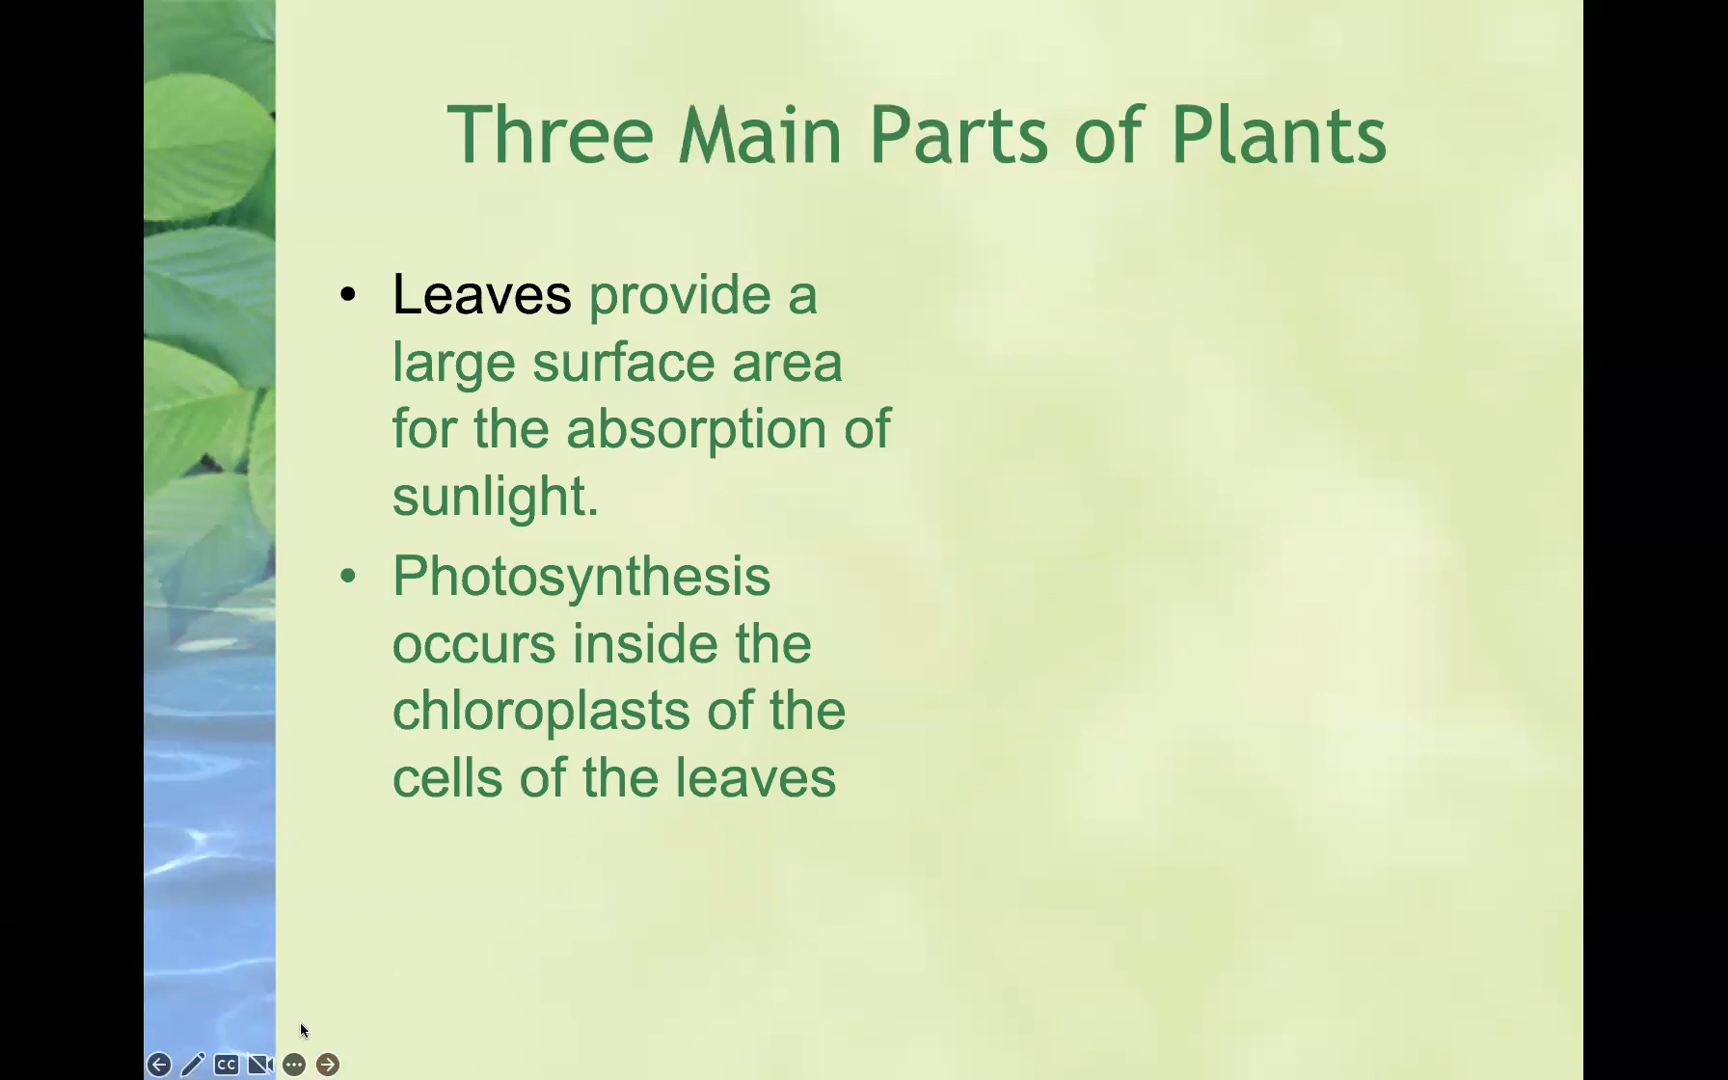 Three Main Parts of Plants
• Leaves provide a
large surface area
for the absorption of
sunlight.
• Photosynthesis
occurs inside the
chloroplasts of the
cells of the leaves
CC